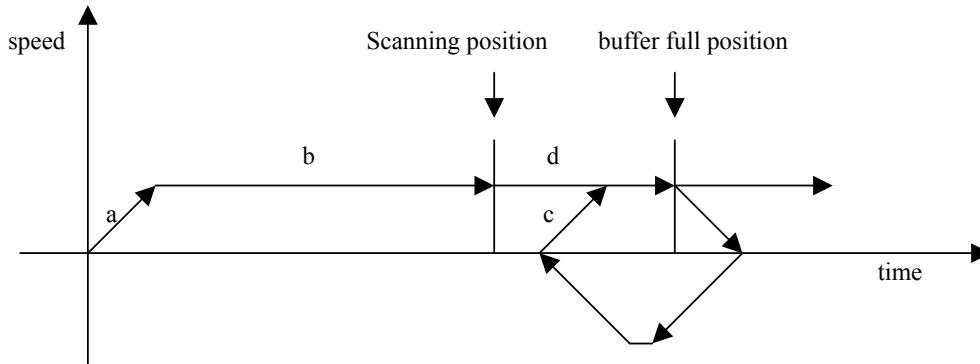 speed
Scanning position
buffer full position
b
d
a
c
time